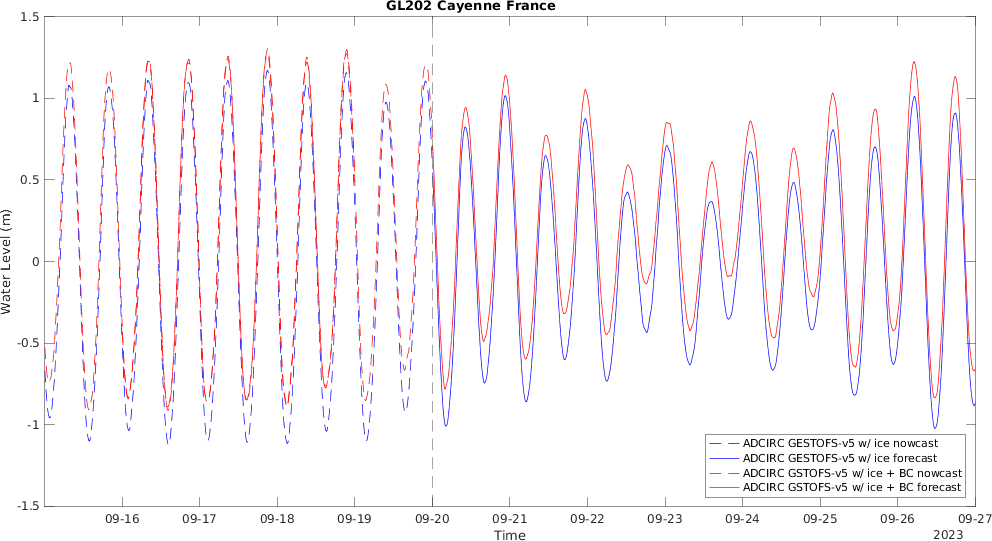 GL202 Cayenne France
1.5
1
0.5
0
-0.5
-1
-1.5
Water Level (m)
09-16 09-17 09-18 09-19 09-20 09-21 09-22 09-23 09-24 09-25 09-26 09-27
Time
2023
ADCIRC GESTOFS-v5 w/ ice nowcast
ADCIRC GESTOFS-v5 w/ ice forecast
ADCIRC GSTOFS-v5 w/ ice + BC nowcast
ADCIRC GSTOFS-v5 w/ ice + BC forecast